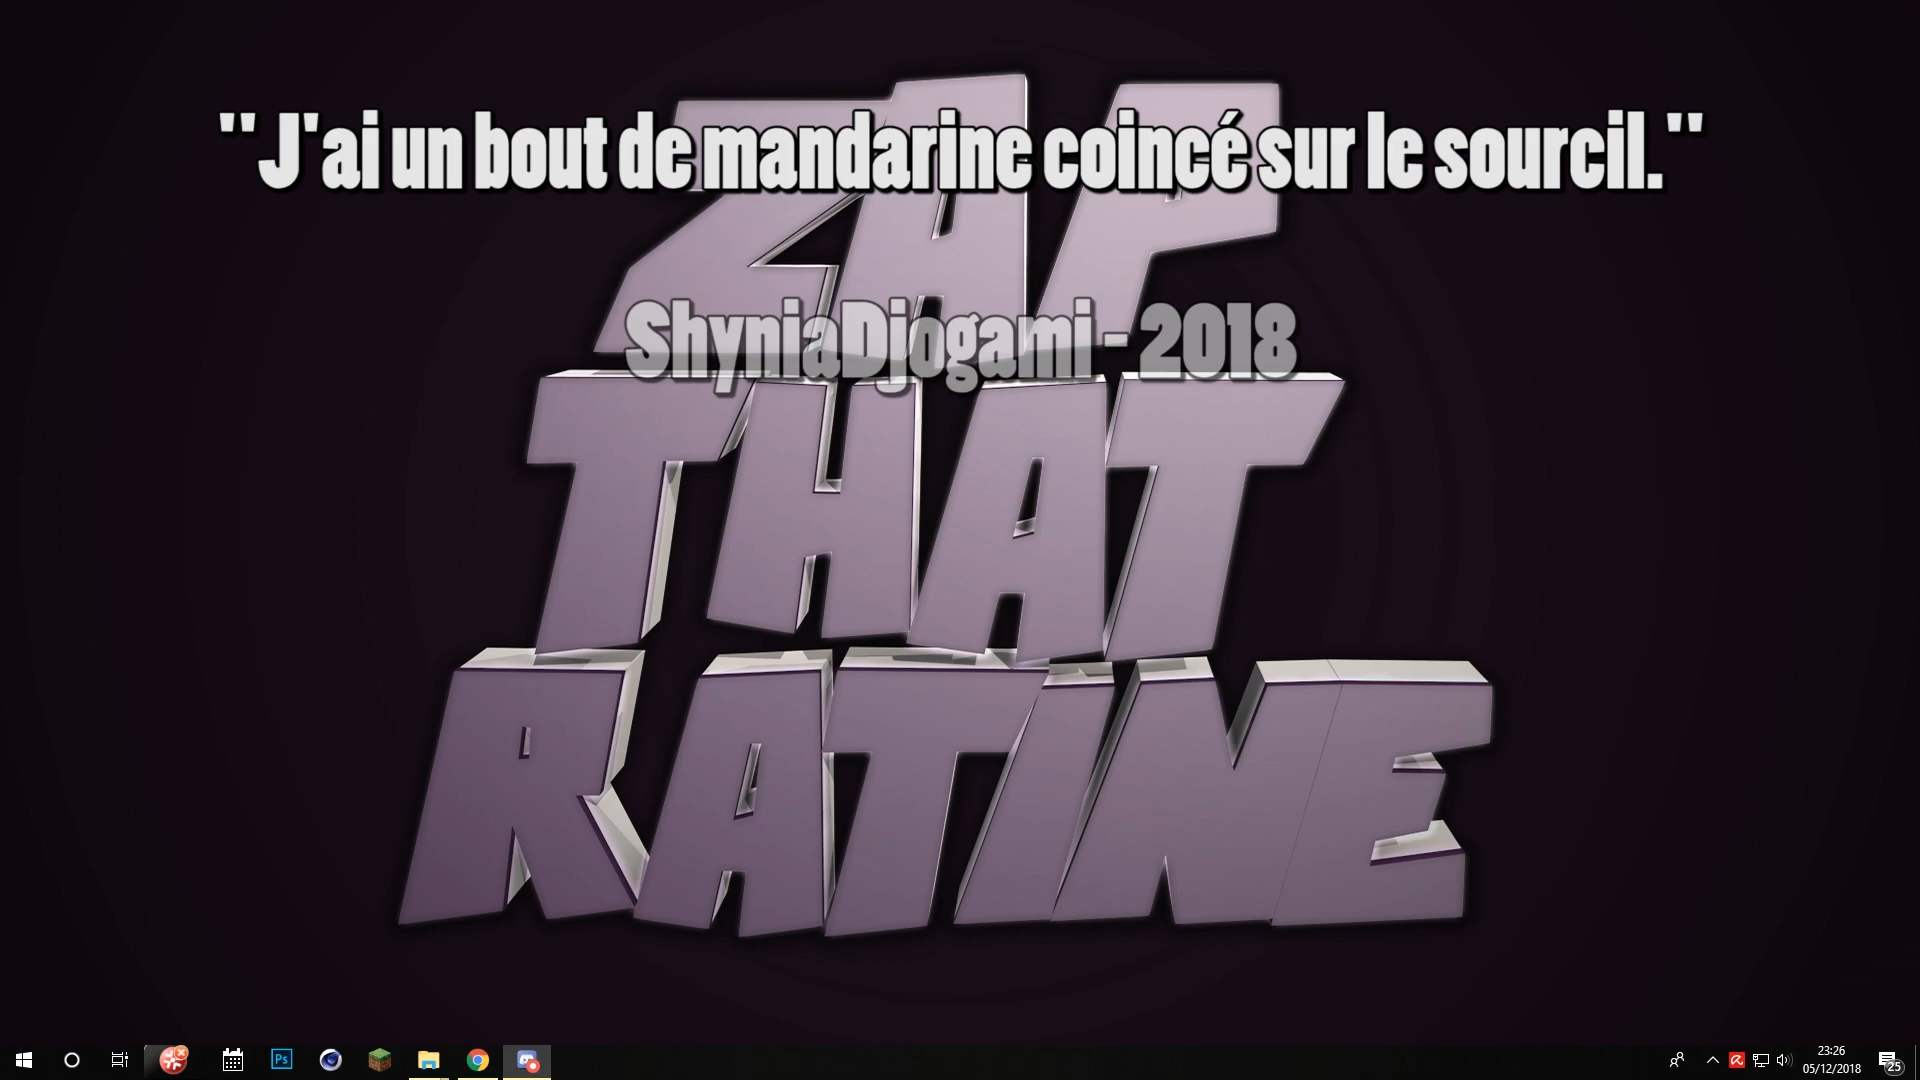 "J'ai un bout de mandarine coincé sur le sourcil."
ShyniaDjogami - 2018
ZAP
THAT
RATINE
Ps
23:26
05/12/2018
25